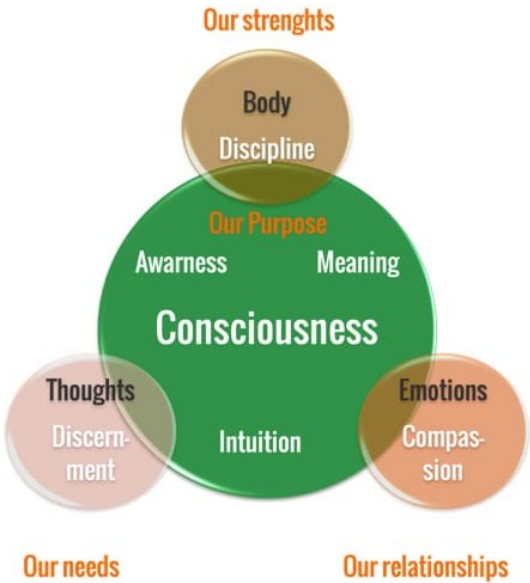 Our strenghts
Body
Discipline
Our Purpose
Awarness Meaning
Consciousness
Thoughts
Discern-
ment
Intuition
Emotions
Compas-
sion
Our needs
Our relationships